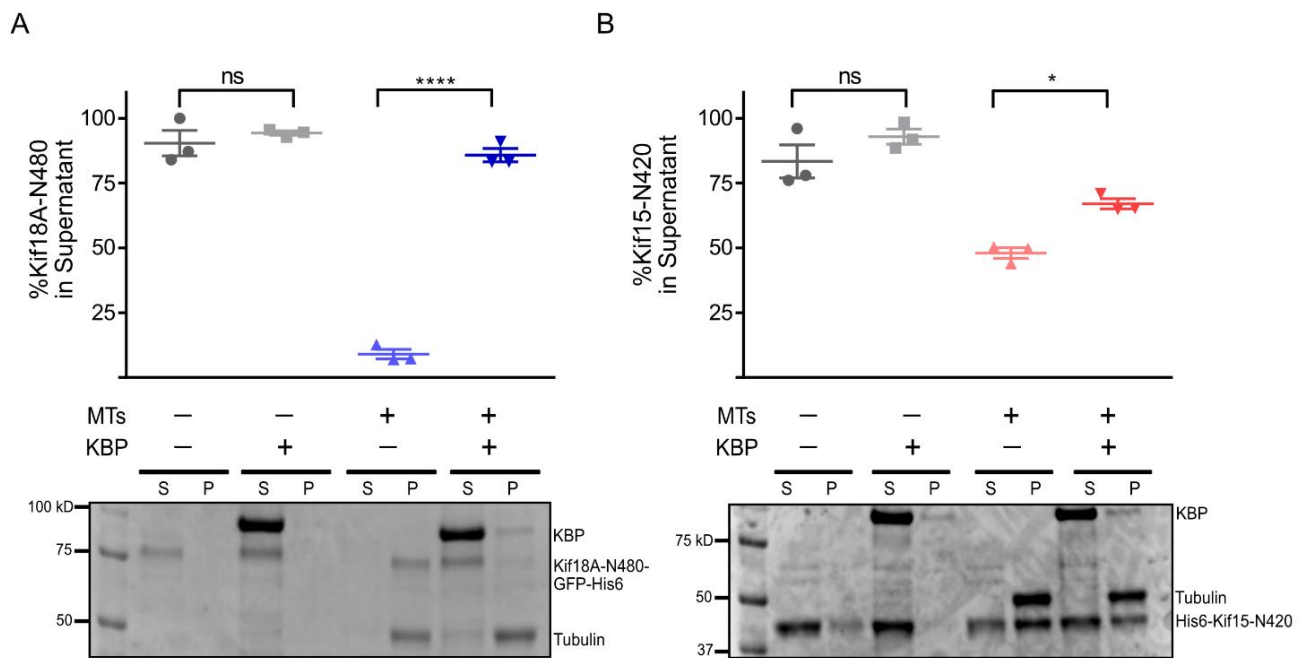 A
ns
****
100
75
50
25
%Kif18A-N480
in Supernatant
MTs — — + +
KBP — + — +
S P S P S P S P
100 kD
75
50
KBP
Kif18A-N480-
GFP-His6
Tubulin
B
ns
*
100
75
50
25
%Kif15-N420
in Supernatant
— — + +
— + — +
S P S P S P S P
75 kD
50
37
KBP
Tubulin
His6-Kif15-N420